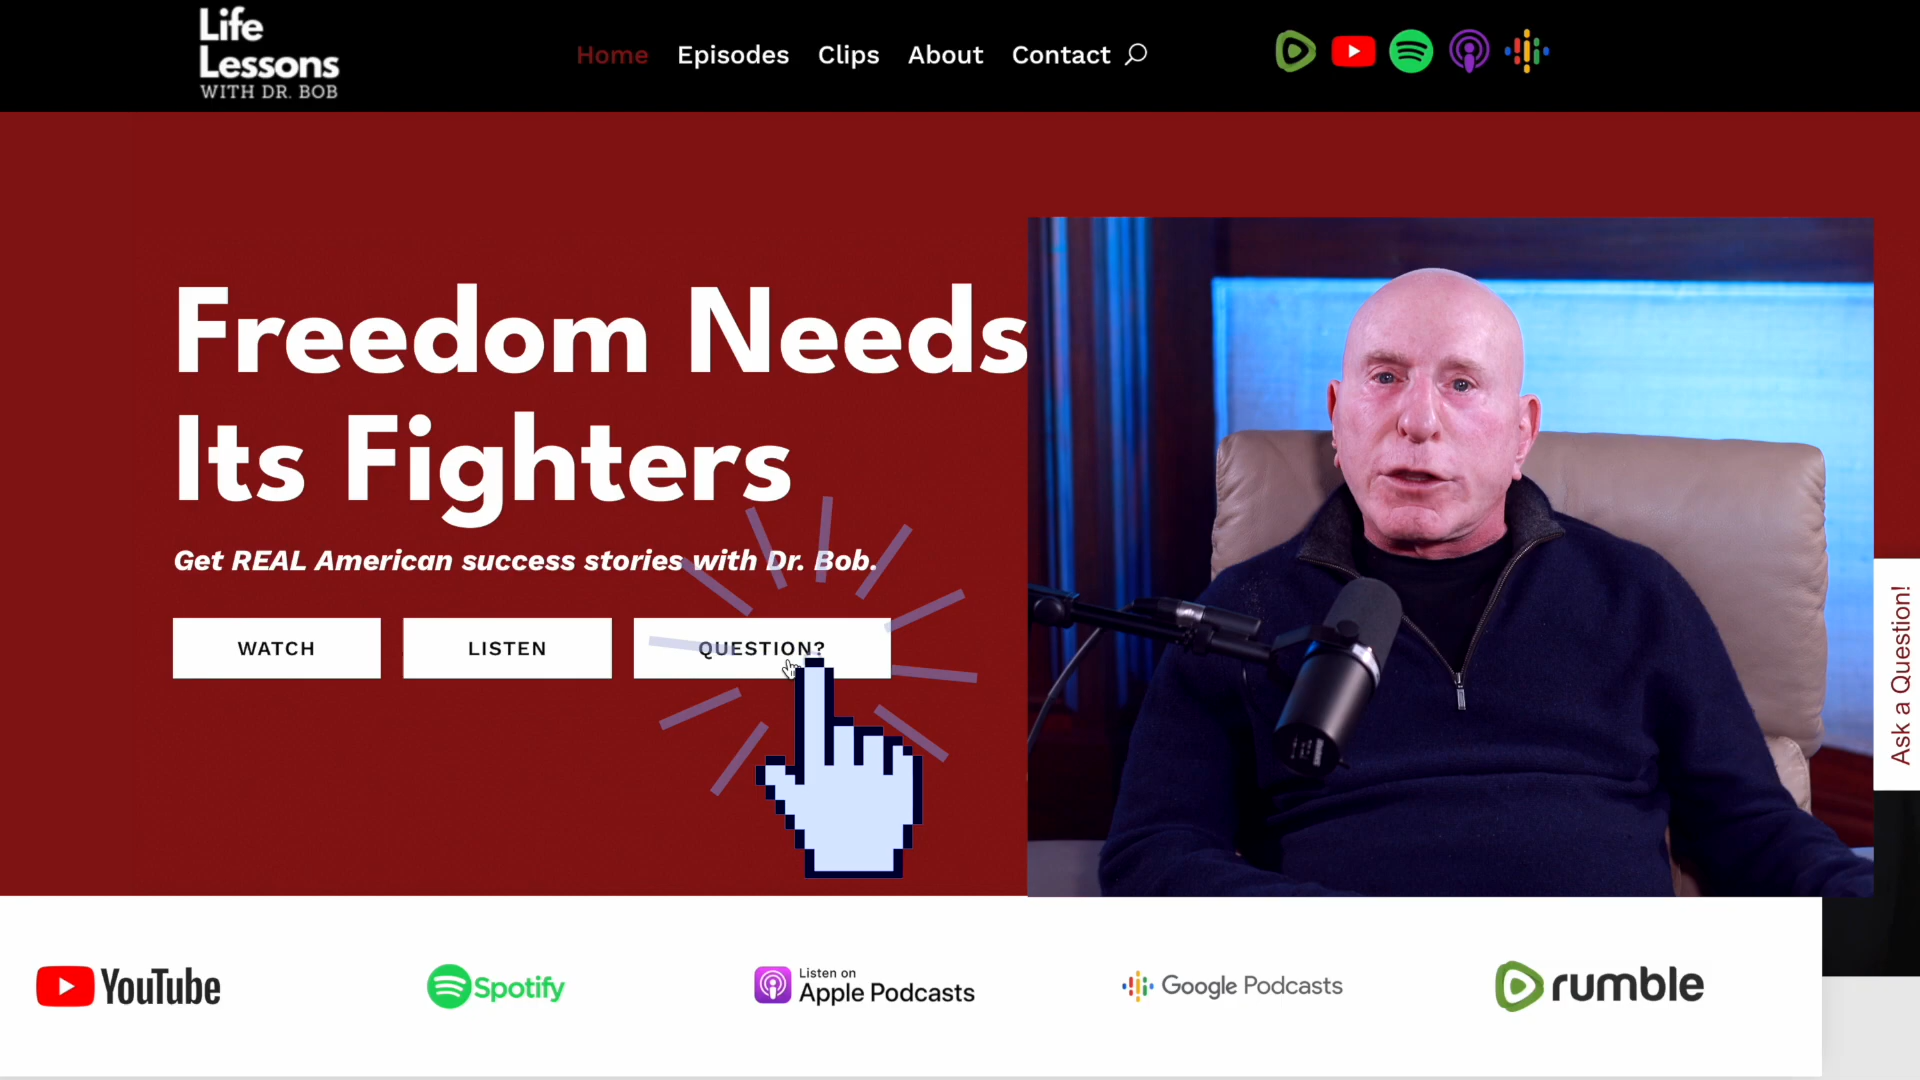 Life
Lessons
WITH DR. BOB
Home Episodes Clips About Contact
Freedom Needs
Its Fighters
Get REAL American success stories with Dr. Bob.
WATCH LISTEN QUESTION?
Ask a Question!
YouTube
Spotify
Listen on
Apple Podcasts
Google Podcasts
rumble